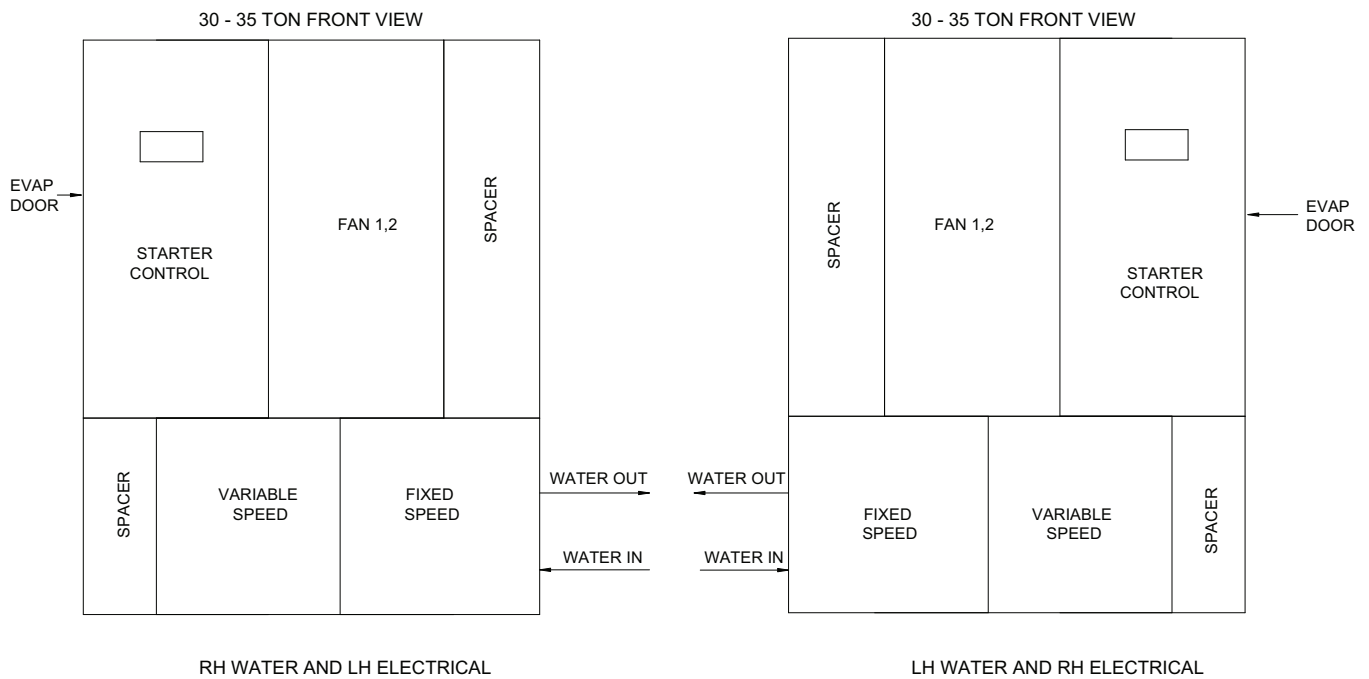 30 - 35 TON FRONT VIEW
EVAP
DOOR
STARTER
CONTROL
FAN 1,2
SPACER
SPACER
VARIABLE
SPEED
FIXED
SPEED
WATER OUT
WATER IN
RH WATER AND LH ELECTRICAL
30 - 35 TON FRONT VIEW
SPACER
FAN 1,2
STARTER
CONTROL
EVAP
DOOR
WATER OUT
WATER IN
FIXED
SPEED
VARIABLE
SPEED
SPACER
LH WATER AND RH ELECTRICAL